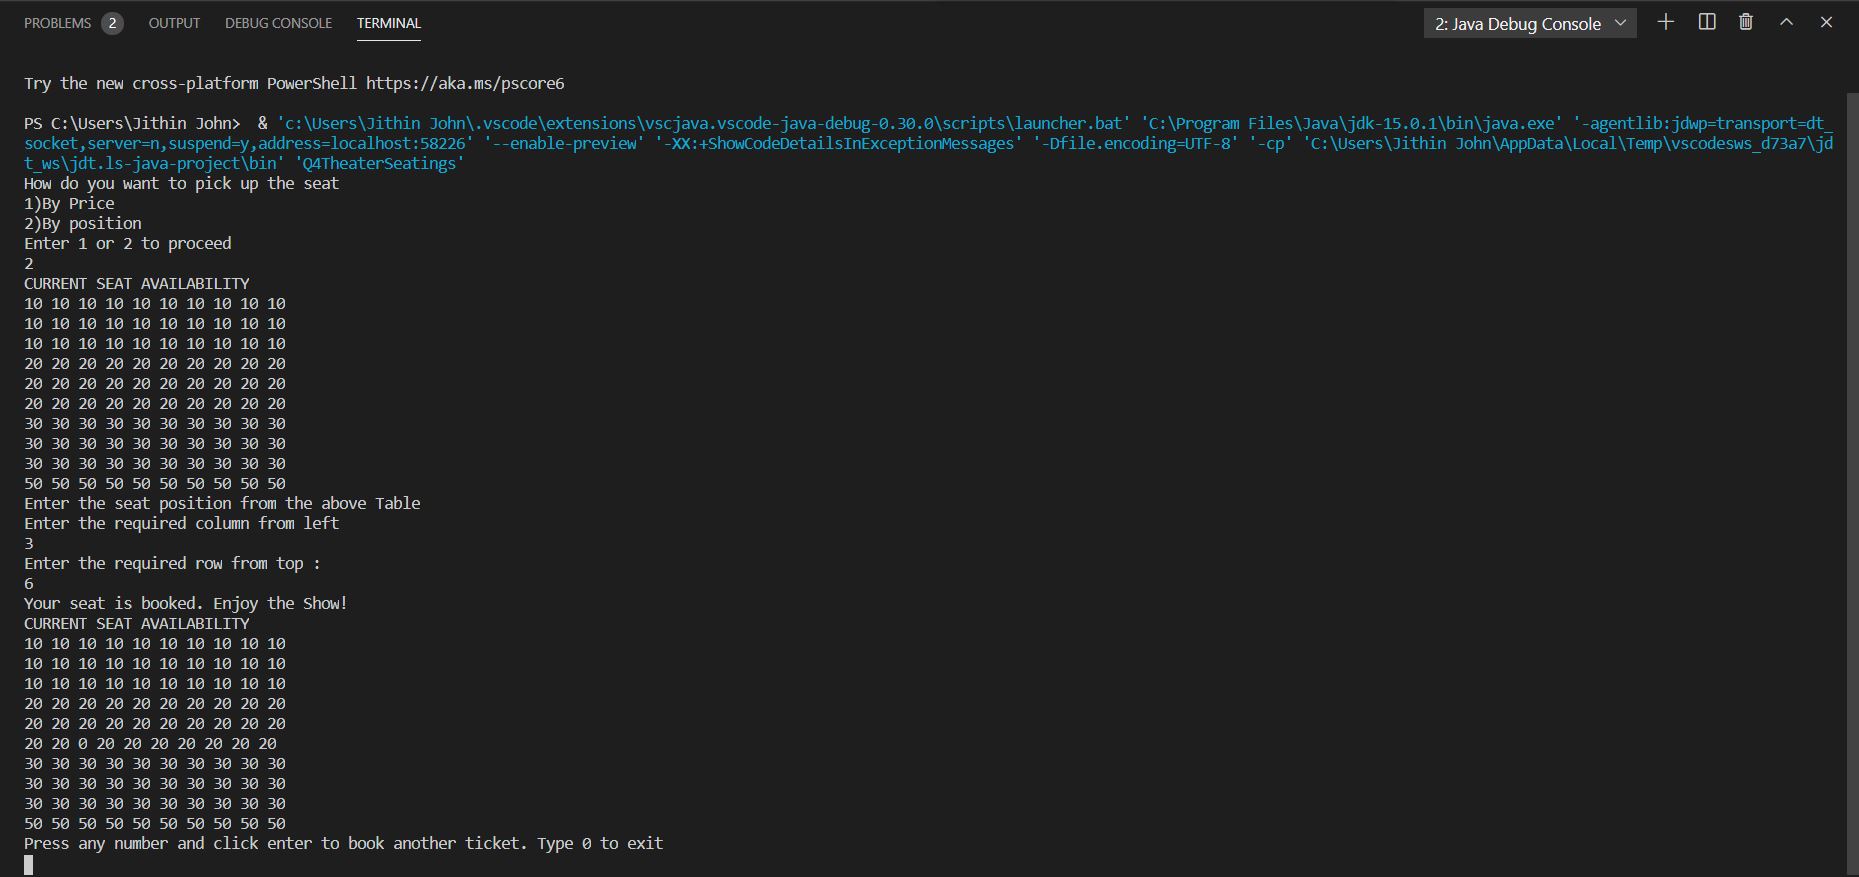 PROBLEMS 2 OUTPUT DEBUG CONSOLE TERMINAL 2: Java Debug Console
Try the new cross-platform PowerShell https://aka.ms/pscore6
PS C:\Users\Jithin John>  & 'c:\Users\Jithin John\.vscode\extensions\vscjava.vscode-java-debug-0.30.0\scripts\launcher.bat' 'C:\Program Files\Java\jdk-15.0.1\bin\java.exe' '-agentlib:jdwp=transport=dt_
socket,server=n,suspend=y,address=localhost:58226' '--enable-preview' '-XX:+ShowCodeDetailsInExceptionMessages' '-Dfile.encoding=UTF-8' '-cp' 'C:\Users\Jithin John\AppData\Local\Temp\vscodesws_d73a7\jd
t_ws\jdt.ls-java-project\bin' 'Q4TheaterSeatings'
How do you want to pick up the seat
1)By Price
2)By position
Enter 1 or 2 to proceed
2
CURRENT SEAT AVAILABILITY
10 10 10 10 10 10 10 10 10 10
10 10 10 10 10 10 10 10 10 10
10 10 10 10 10 10 10 10 10 10
20 20 20 20 20 20 20 20 20 20
20 20 20 20 20 20 20 20 20 20
20 20 20 20 20 20 20 20 20 20
30 30 30 30 30 30 30 30 30 30
30 30 30 30 30 30 30 30 30 30
30 30 30 30 30 30 30 30 30 30
50 50 50 50 50 50 50 50 50 50
Enter the seat position from the above Table
Enter the required column from left
3
Enter the required row from top :
6
Your seat is booked. Enjoy the Show!
CURRENT SEAT AVAILABILITY
10 10 10 10 10 10 10 10 10 10
10 10 10 10 10 10 10 10 10 10
10 10 10 10 10 10 10 10 10 10
20 20 20 20 20 20 20 20 20 20
20 20 20 20 20 20 20 20 20 20
20 20 0 20 20 20 20 20 20 20
30 30 30 30 30 30 30 30 30 30
30 30 30 30 30 30 30 30 30 30
30 30 30 30 30 30 30 30 30 30
50 50 50 50 50 50 50 50 50 50
Press any number and click enter to book another ticket. Type 0 to exit